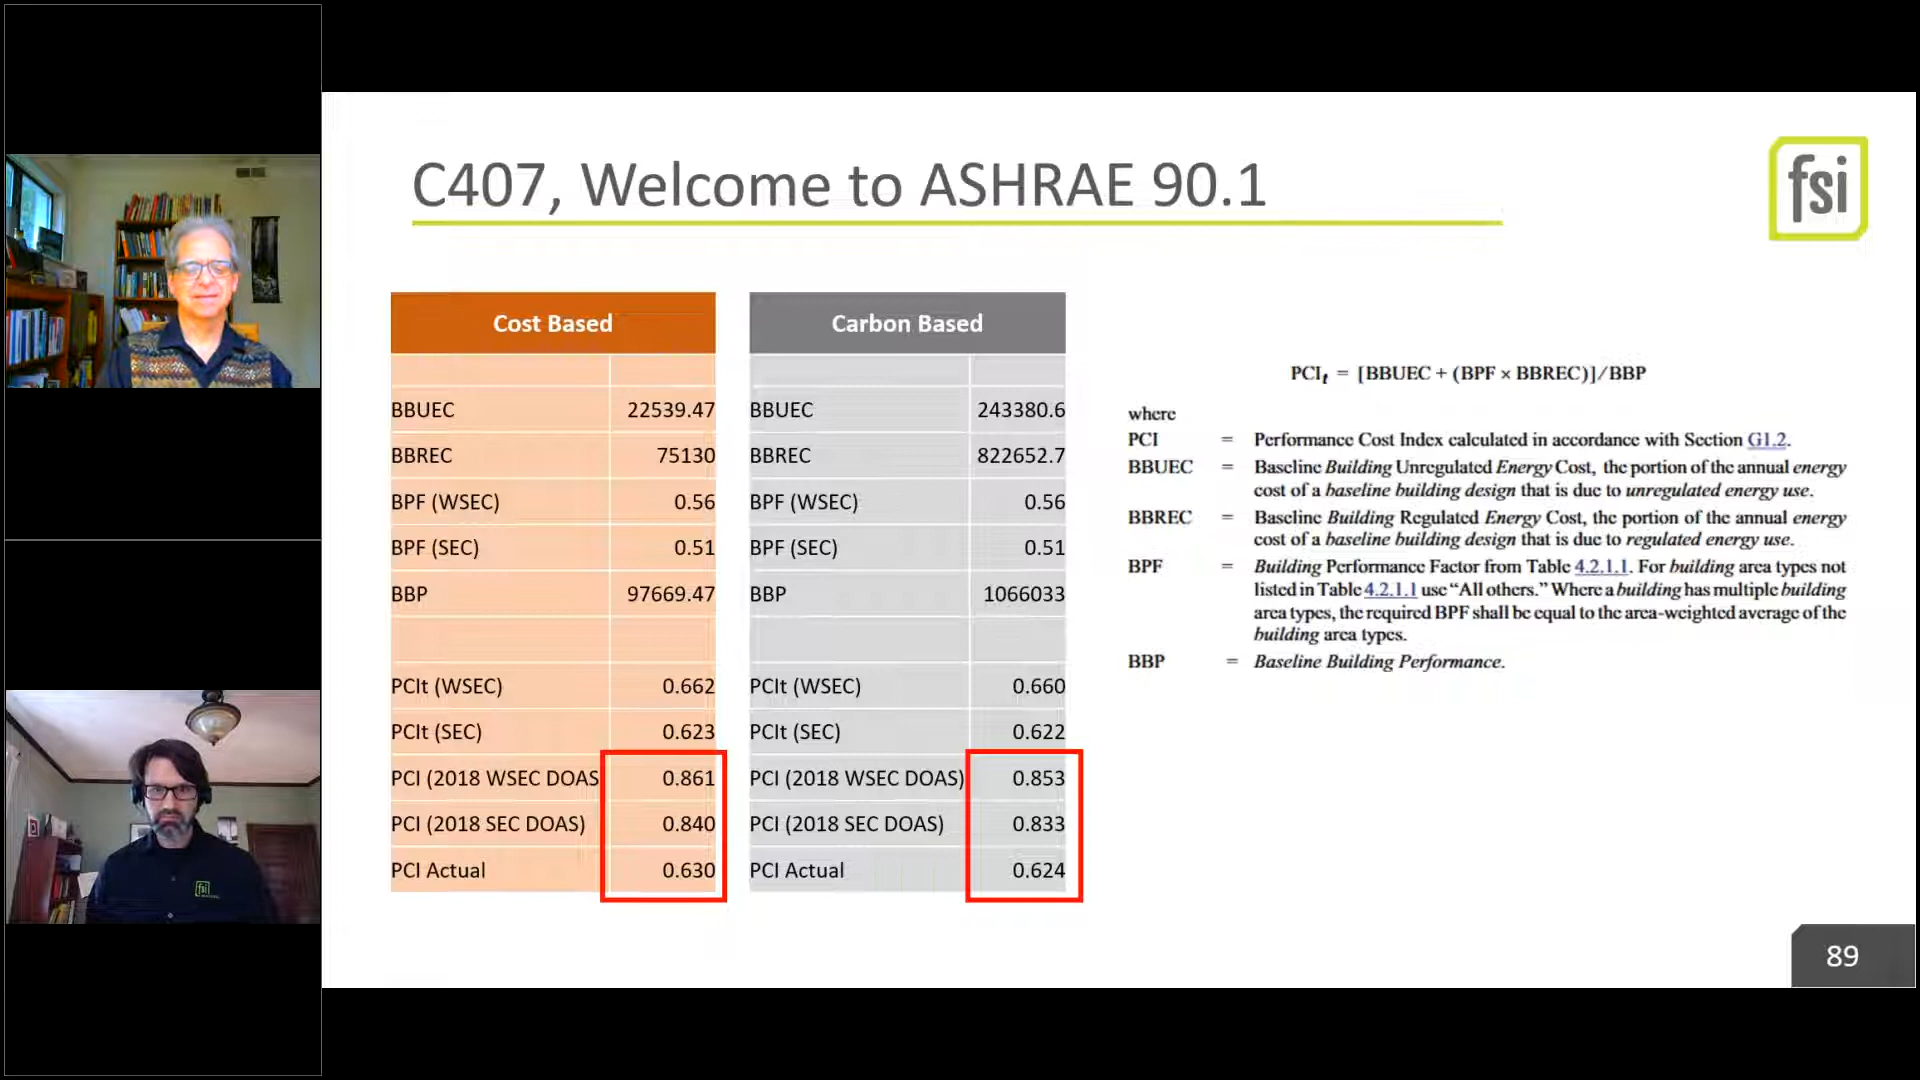 C407, Welcome to ASHRAE 90.1
fsi
Cost Based
BBUEC 22539.47
BBREC 75130
BPF (WSEC) 0.56
BPF (SEC) 0.51
BBP 97669.47
PCIt (WSEC) 0.662
PCIt (SEC) 0.623
PCI (2018 WSEC DOAS 0.861
PCI (2018 SEC DOAS) 0.840
PCI Actual 0.630
Carbon Based
BBUEC 243380.6
BBREC 822652.7
BPF (WSEC) 0.56
BPF (SEC) 0.51
BBP 1066033
PCIt (WSEC) 0.660
PCIt (SEC) 0.622
PCI (2018 WSEC DOAS) 0.853
PCI (2018 SEC DOAS) 0.833
PCI Actual 0.624
PCIt = [BBUEC + (BPF × BBREC)]/BBP
where
PCI = Performance Cost Index calculated in accordance with Section G1.2.
BBUEC = Baseline Building Unregulated Energy Cost, the portion of the annual energy
cost of a baseline building design that is due to unregulated energy use.
BBREC = Baseline Building Regulated Energy Cost, the portion of the annual energy
cost of a baseline building design that is due to regulated energy use.
BPF = Building Performance Factor from Table 4.2.1.1. For building area types not
listed in Table 4.2.1.1 use “All others.” Where a building has multiple building
area types, the required BPF shall be equal to the area-weighted average of the
building area types.
BBP = Baseline Building Performance.
89
fsi